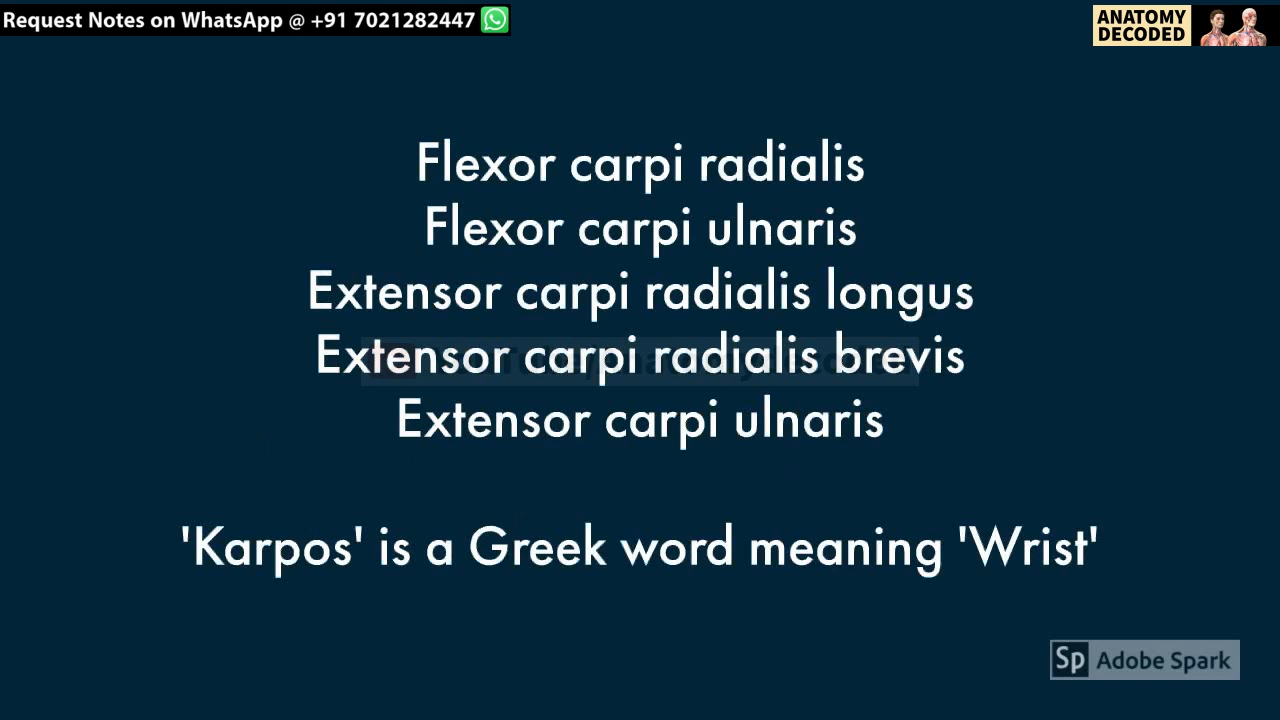 Request Notes on WhatsApp @ +91 7021282447
ANATOMY
DECODED
Flexor carpi radialis
Flexor carpi ulnaris
Extensor carpi radialis longus
Extensor carpi radialis brevis
Extensor carpi ulnaris
'Karpos' is a Greek word meaning 'Wrist'
Sp Adobe Spark